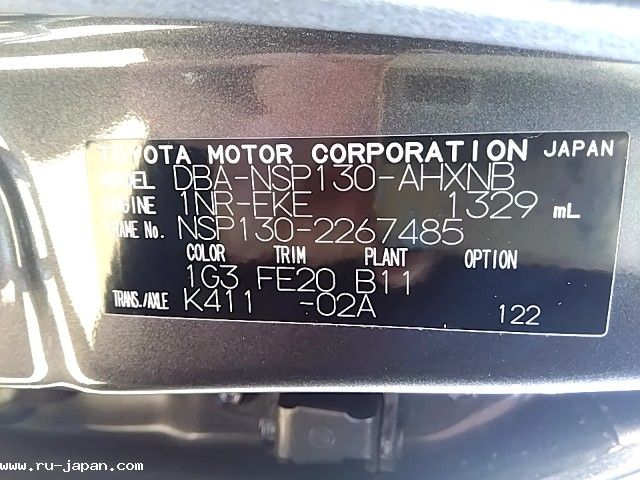 TOYOTA MOTOR CORPORATION JAPAN
MODEL DBA-NSP130-AHXNB
ENGINE 1NR-FKE 1329 mL
FRAME No. NSP130-2267485
COLOR TRIM PLANT OPTION
1G3 FE20 B11
TRANS./AXLE K411 -02A 122
www.ru-japan.com